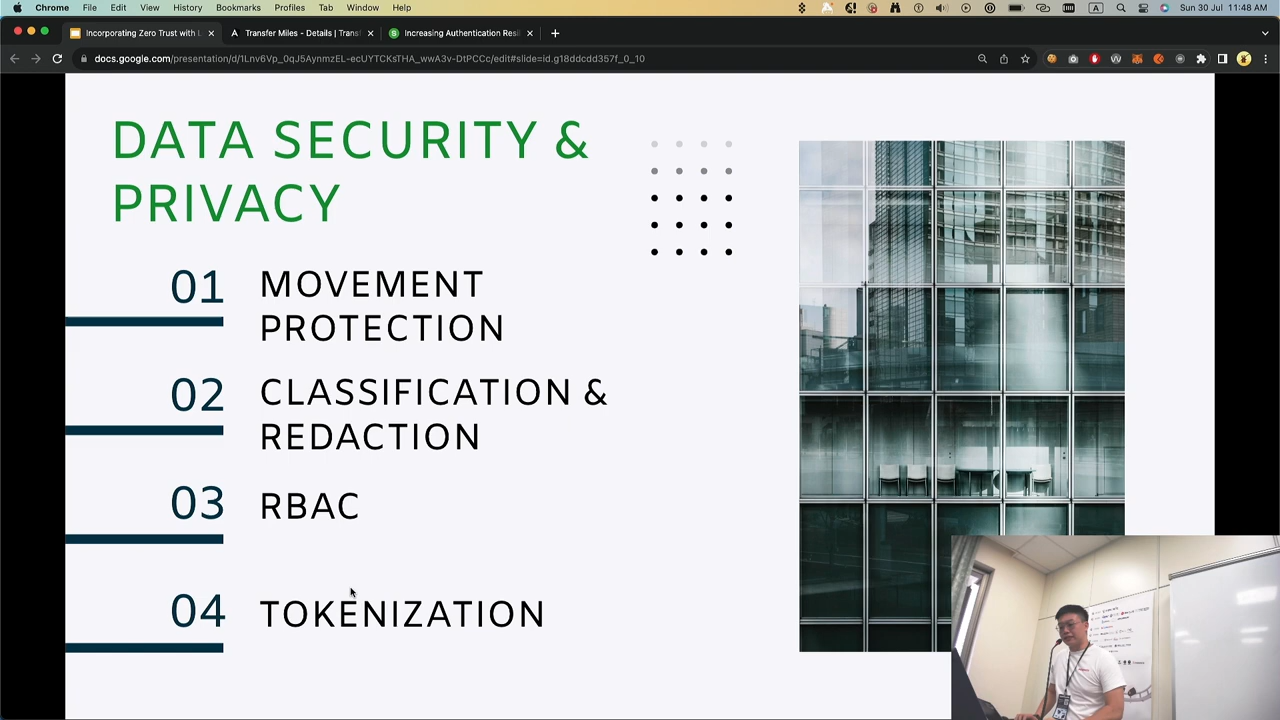 Chrome File Edit View History Bookmarks Profiles Tab Window Help
A Sun 30 Jul 11:48 AM
Incorporating Zero Trust with L
Transfer Miles - Details | Transf
Increasing Authentication Resil
docs.google.com/presentation/d/1Lnv6Vp_0qJ5AynmzEL-ecUYTCKsTHA_wwA3v-DtPCCc/edit#slide=id.g18ddcdd357f_0_10
DATA SECURITY &
PRIVACY
01 MOVEMENT
PROTECTION
02 CLASSIFICATION &
REDACTION
03 RBAC
04 TOKENIZATION